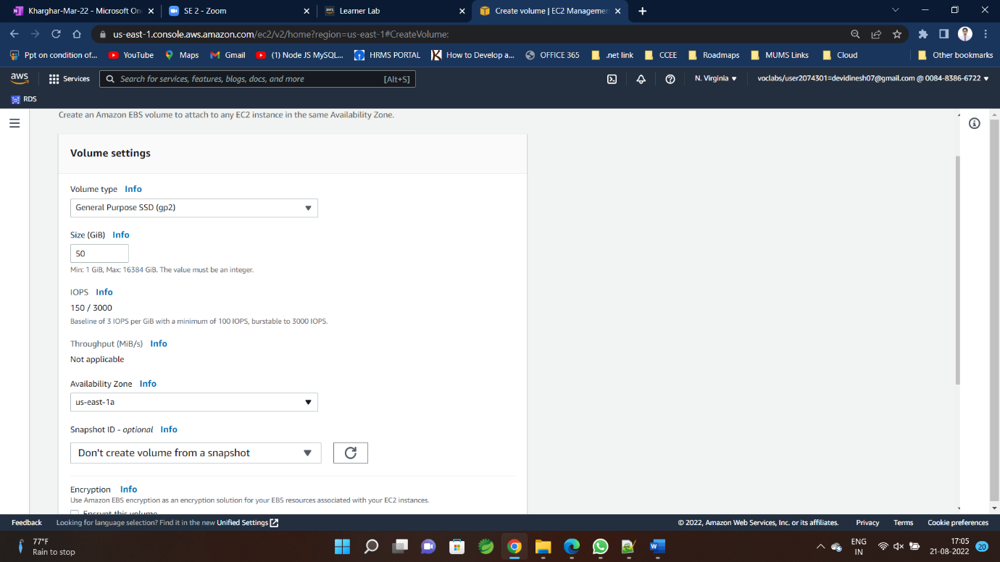 Kharghar-Mar-22 - Microsoft On
SE 2 - Zoom
Learner Lab
Create volume | EC2 Managemen
us-east-1.console.aws.amazon.com/ec2/v2/home?region=us-east-1#CreateVolume:
Ppt on condition of...
YouTube
Maps
Gmail
(1) Node JS MySQL...
HRMS PORTAL
How to Develop a...
OFFICE 365
.net link
CCEE
Roadmaps
MUMS Links
Cloud
Other bookmarks
aws
Services
Search for services, features, blogs, docs, and more
[Alt+S]
N. Virginia
voclabs/user2074301=devidinesh07@gmail.com @ 0084-8386-6722
RDS
Create an Amazon EBS volume to attach to any EC2 instance in the same Availability Zone.
Volume settings
Volume type Info
General Purpose SSD (gp2)
Size (GiB) Info
50
Min: 1 GiB, Max: 16384 GiB. The value must be an integer.
IOPS Info
150 / 3000
Baseline of 3 IOPS per GiB with a minimum of 100 IOPS, burstable to 3000 IOPS.
Throughput (MiB/s) Info
Not applicable
Availability Zone Info
us-east-1a
Snapshot ID - optional Info
Don't create volume from a snapshot
Encryption Info
Use Amazon EBS encryption as an encryption solution for your EBS resources associated with your EC2 instances.
Encrypt this volume
Feedback
Looking for language selection? Find it in the new Unified Settings
© 2022, Amazon Web Services, Inc. or its affiliates.
Privacy
Terms
Cookie preferences
77°F
Rain to stop
ENG
IN
17:05
21-08-2022
20